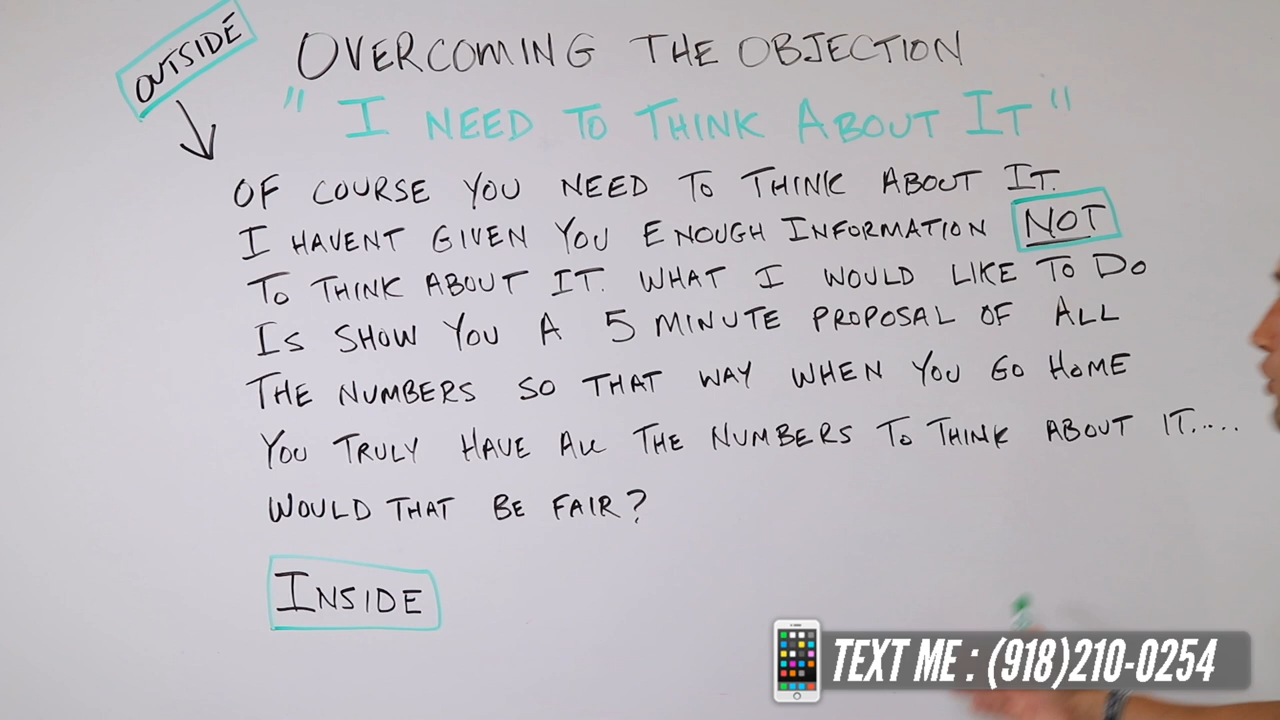 OUTSIDE
OVERCOMING THE OBJECTION
" I NEED TO THINK ABOUT IT "
OF COURSE YOU NEED TO THINK ABOUT IT.
I HAVENT GIVEN YOU ENOUGH INFORMATION NOT
TO THINK ABOUT IT. WHAT I WOULD LIKE TO DO
IS SHOW YOU A 5 MINUTE PROPOSAL OF ALL
THE NUMBERS SO THAT WAY WHEN YOU GO HOME
YOU TRULY HAVE ALL THE NUMBERS TO THINK ABOUT IT.....
WOULD THAT BE FAIR?
INSIDE
TEXT ME : (918)210-0254